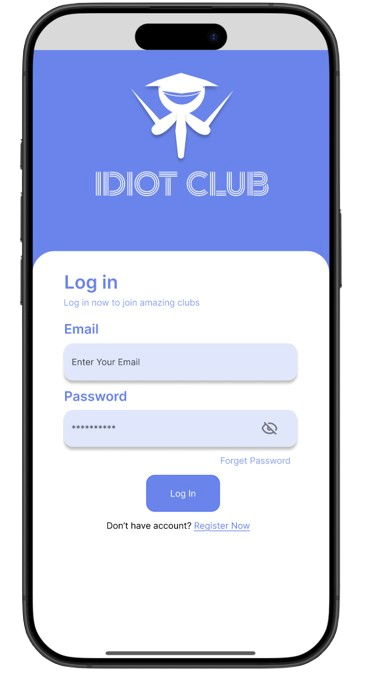 IDIOT CLUB
Log in
Log in now to join amazing clubs
Email
Enter Your Email
Password
**********
Forget Password
Log In
Don't have account? Register Now